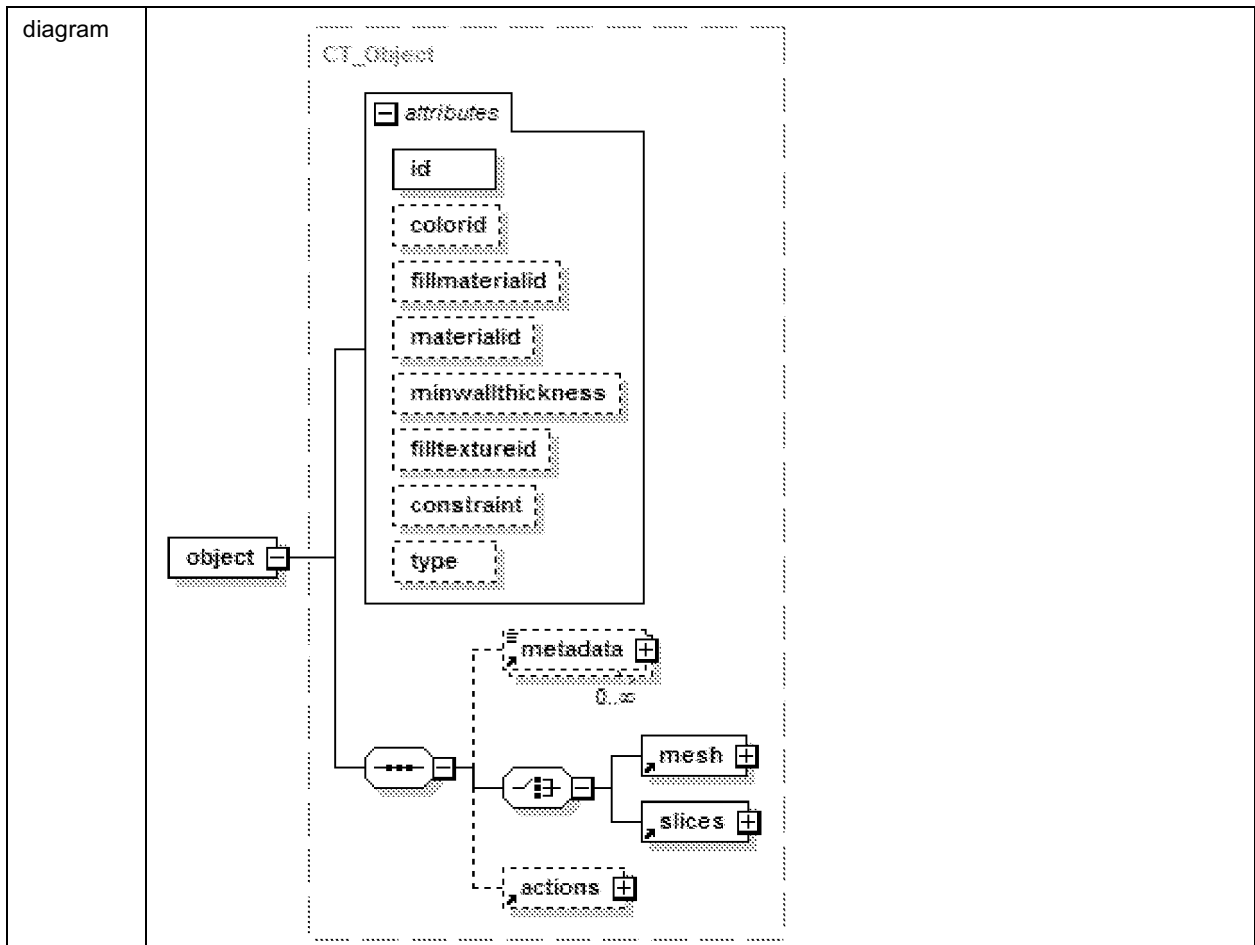 diagram
CT_Object
attributes
id
colorid
fillmaterialid
materialid
minwallthickness
filltextureid
constraint
type
object
metadata
0..∞
mesh
slices
actions